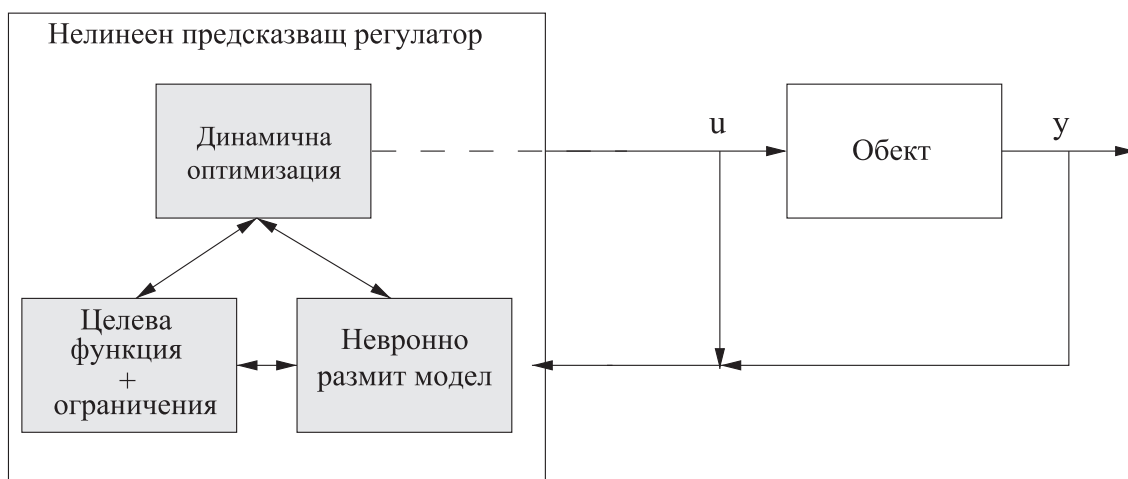 Нелинеен предсказващ регулатор
Динамична
оптимизация
u
Обект
y
Целева
функция
+
ограничения
Невронно
размит модел